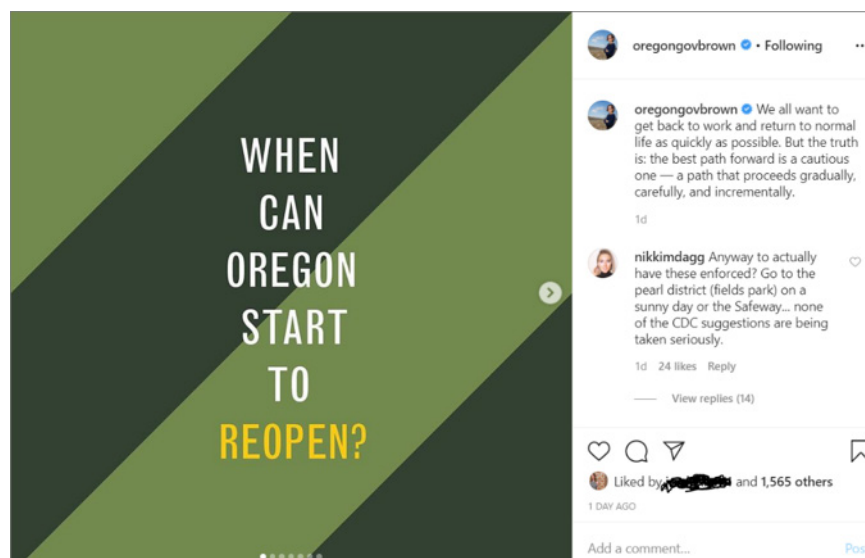 WHEN
CAN
OREGON
START
TO
REOPEN?
oregongovbrown • Following
oregongovbrown We all want to
get back to work and return to normal
life as quickly as possible. But the truth
is: the best path forward is a cautious
one — a path that proceeds gradually,
carefully, and incrementally.
1d
nikkimdagg Anyway to actually
have these enforced? Go to the
pearl district (fields park) on a
sunny day or the Safeway... none
of the CDC suggestions are being
taken seriously.
1d 24 likes Reply
View replies (14)
Liked by and 1,565 others
1 DAY AGO
Add a comment...
Pos